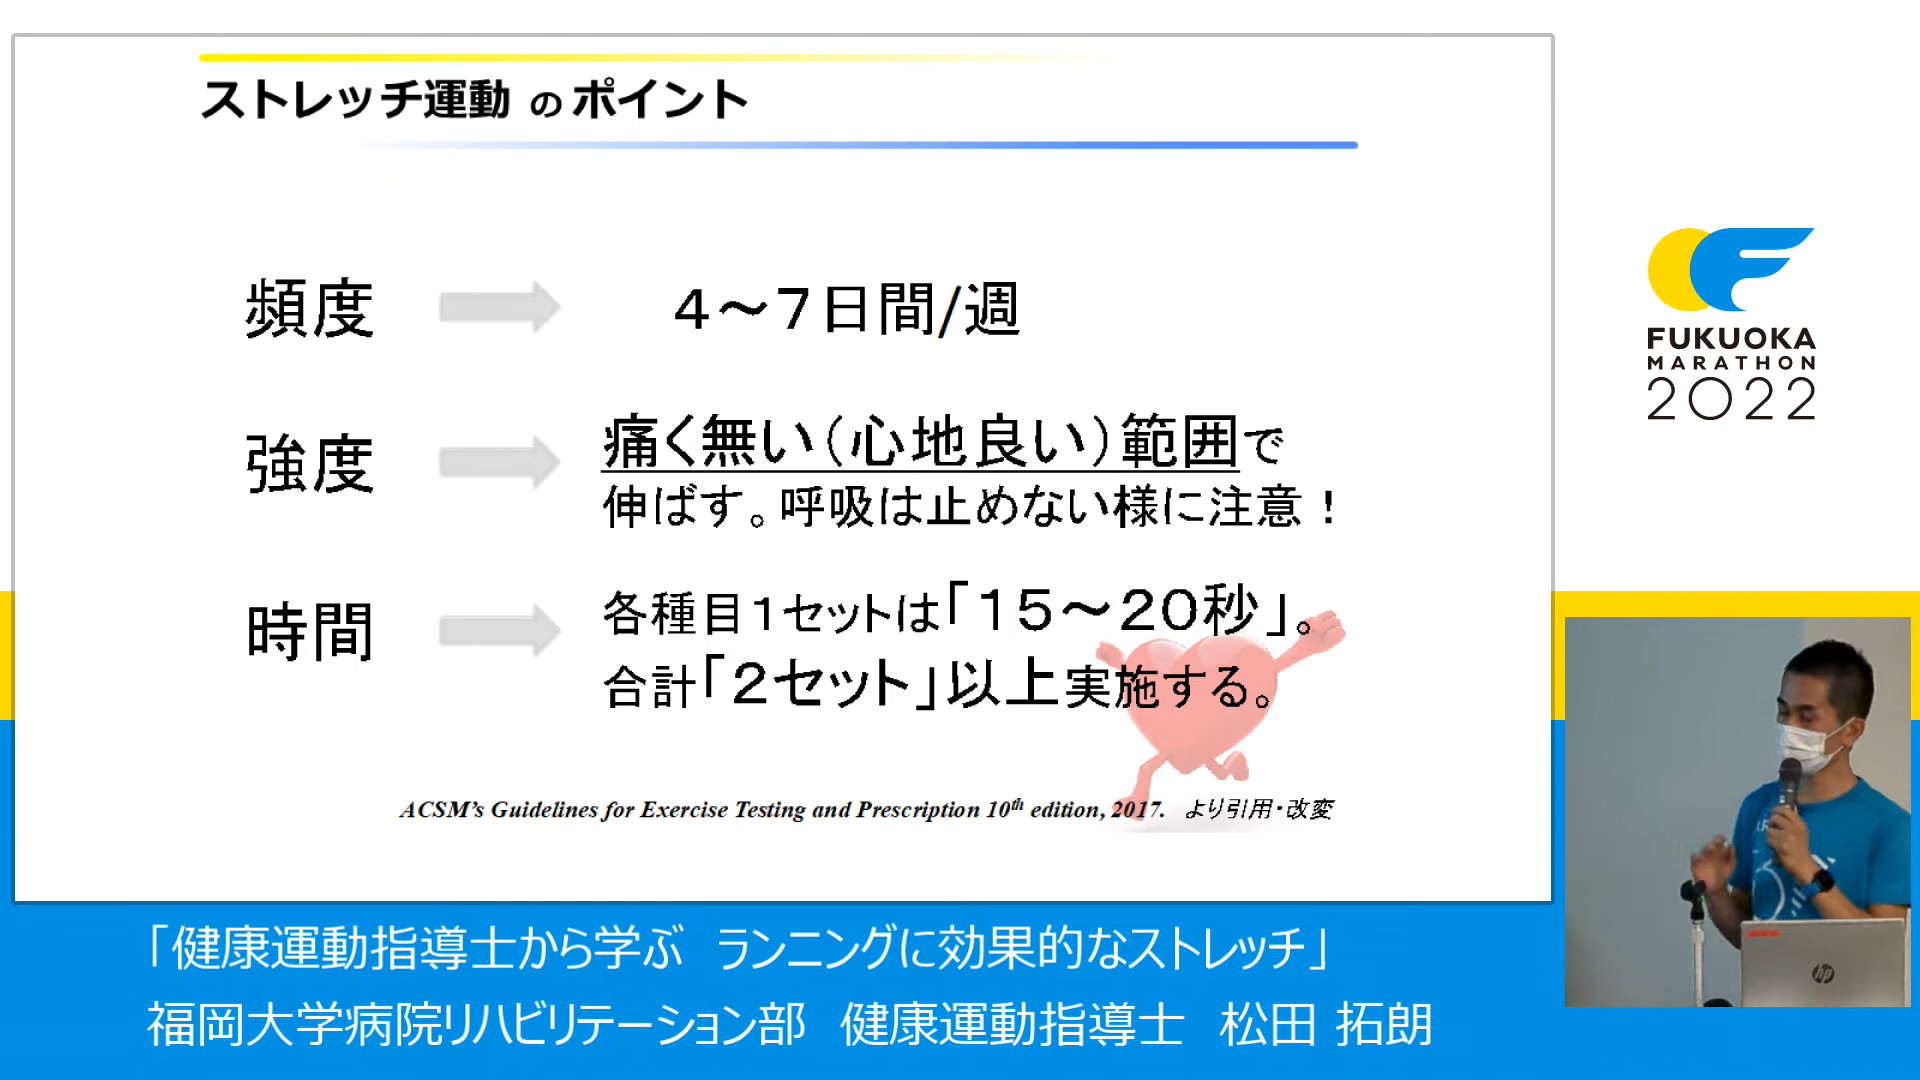 ストレッチ運動 のポイント
頻度
４～７日間/週
強度
痛く無い（心地良い）範囲で
伸ばす。呼吸は止めない様に注意！
時間
各種目１セットは「１５～２０秒」。
合計「２セット」以上実施する。
ACSM's Guidelines for Exercise Testing and Prescription 10th edition, 2017. より引用・改変
FUKUOKA
MARATHON
2022
hp
「健康運動指導士から学ぶ　ランニングに効果的なストレッチ」
福岡大学病院リハビリテーション部　健康運動指導士　松田 拓朗